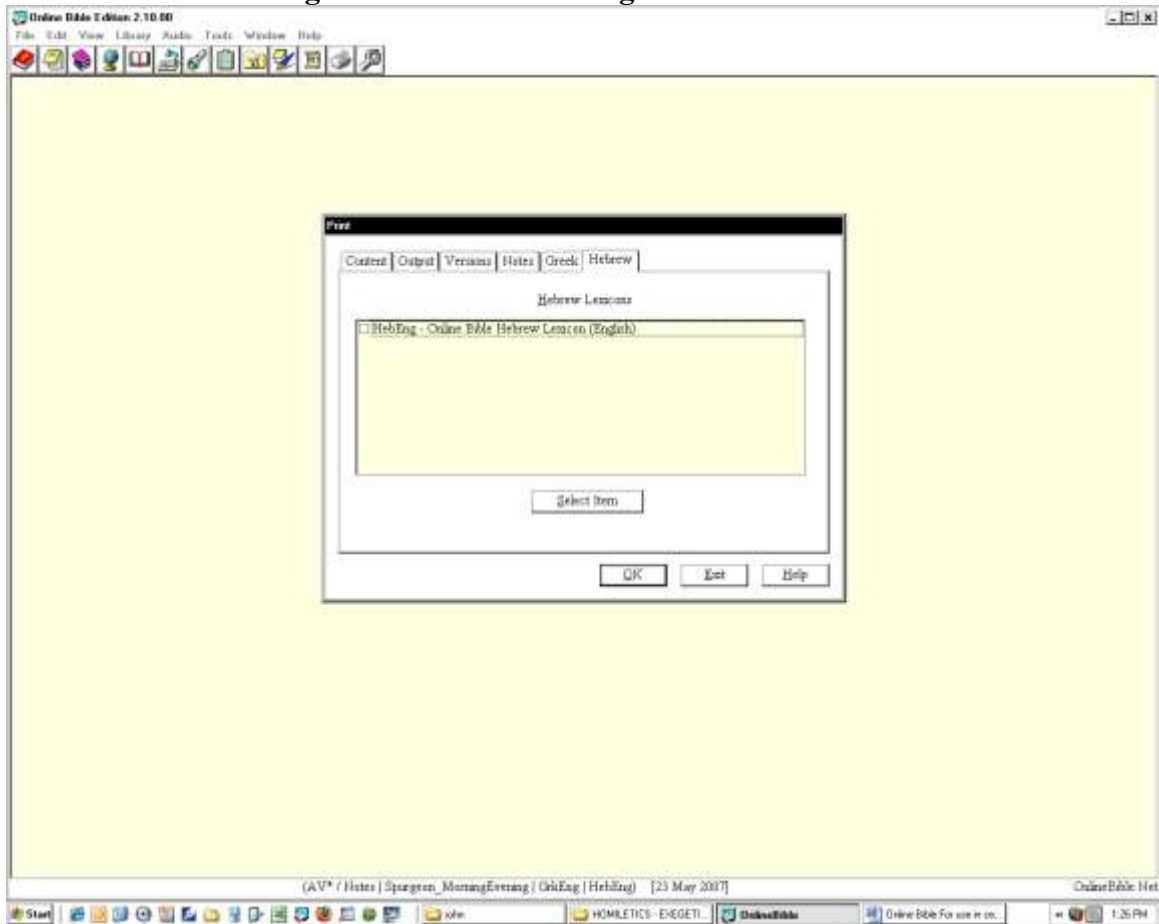 Online Bible Edition 2.10.00
File Edit View Library Audio Tools Window Help
Print
Content Output Versions Notes Greek Hebrew
Hebrew Lexicons
HebEng - Online Bible Hebrew Lexicon (English)
Select Item
OK Exit Help
(AV* / Notes | Spurgeon_MorningEvening | GrkEng | HebEng) [23 May 2007]
OnlineBible.Net
Start john HOMILETICS - EXEGETI... OnlineBible Online Bible For use in co... 1:26 PM